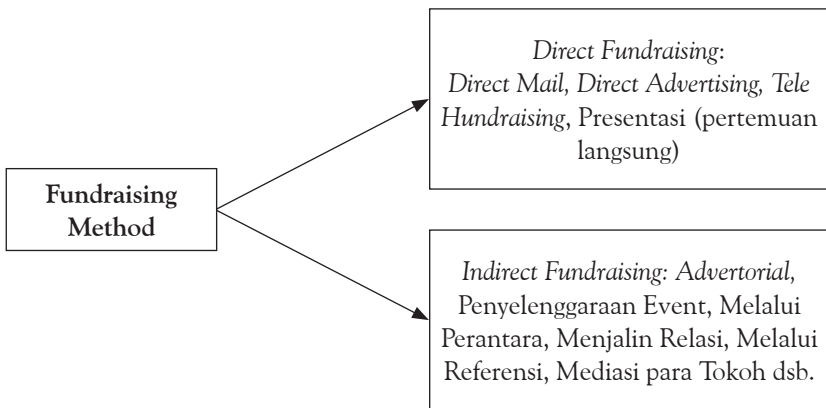 Direct Fundraising:
Direct Mail, Direct Advertising, Tele
Hundraising, Presentasi (pertemuan
langsung)
Fundraising
Method
Indirect Fundraising: Advertorial,
Penyelenggaraan Event, Melalui
Perantara, Menjalin Relasi, Melalui
Referensi, Mediasi para Tokoh dsb.